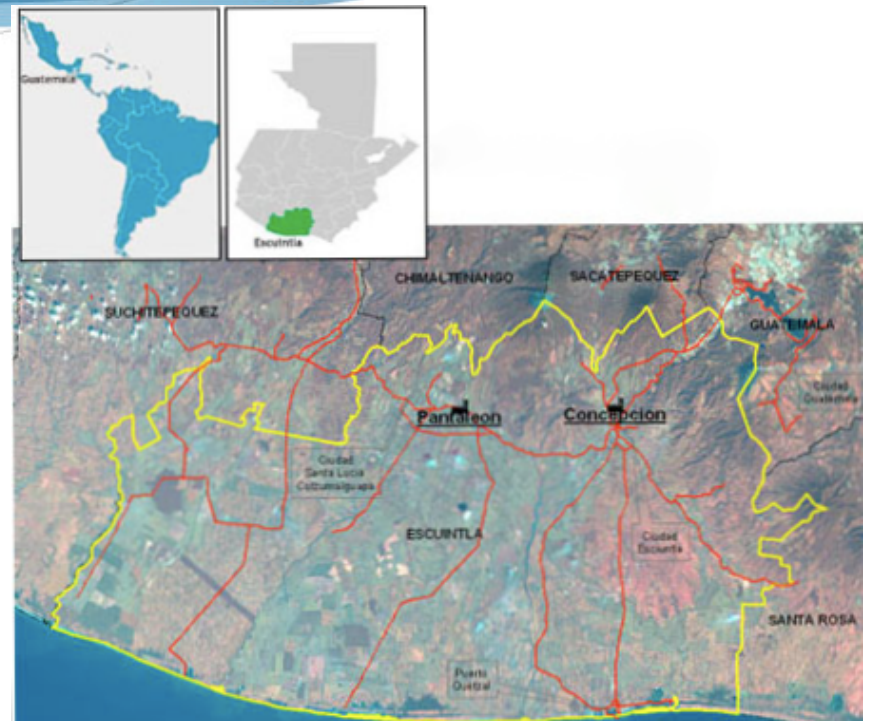 Guatemala
Escuintla
CHIMALTENANGO
SACATEPEQUEZ
SUCHITEPEQUEZ
GUATEMALA
Ciudad
Guatemala
Pantaleon
Concepcion
Ciudad
Santa Lucia
Cotzumalguapa
ESCUINTLA
Ciudad
Escuintla
SANTA ROSA
Puerto
Quetzal